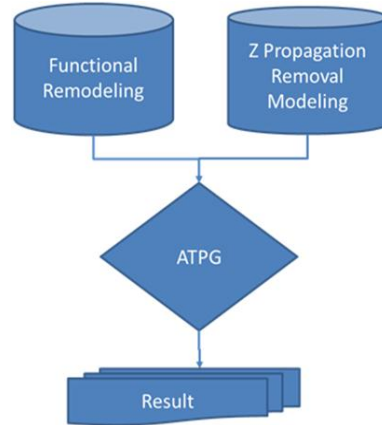 Functional
Remodeling
Z Propagation
Removal
Modeling
ATPG
Result